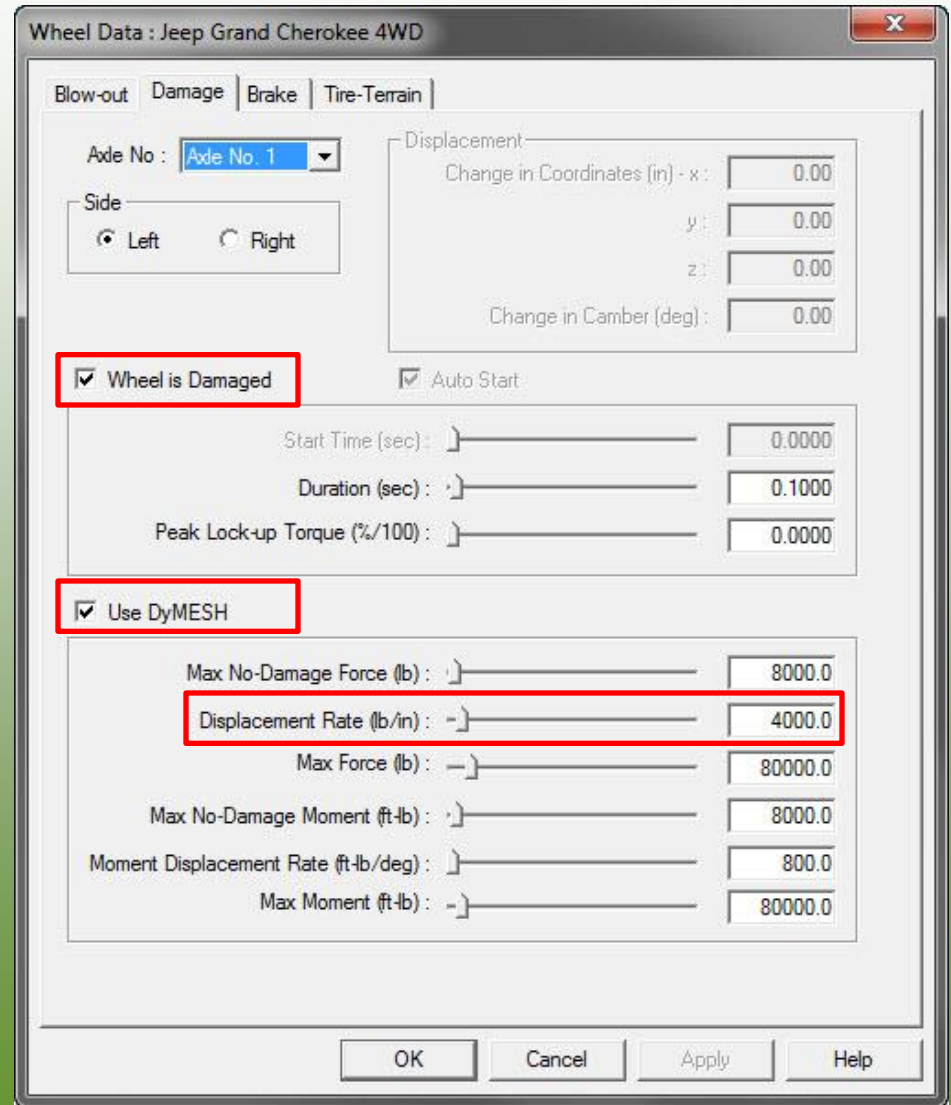 Wheel Data : Jeep Grand Cherokee 4WD
Blow-out Damage Brake Tire-Terrain
Axle No : Axle No. 1
Displacement
Change in Coordinates (in) - x : 0.00
y : 0.00
z : 0.00
Change in Camber (deg) : 0.00
Side
Left Right
Wheel is Damaged Auto Start
Start Time (sec) : 0.0000
Duration (sec) : 0.1000
Peak Lock-up Torque (%/100) : 0.0000
Use DyMESH
Max No-Damage Force (lb) : 8000.0
Displacement Rate (lb/in) : 4000.0
Max Force (lb) : 80000.0
Max No-Damage Moment (ft-lb) : 8000.0
Moment Displacement Rate (ft-lb/deg) : 800.0
Max Moment (ft-lb) : 80000.0
OK Cancel Apply Help